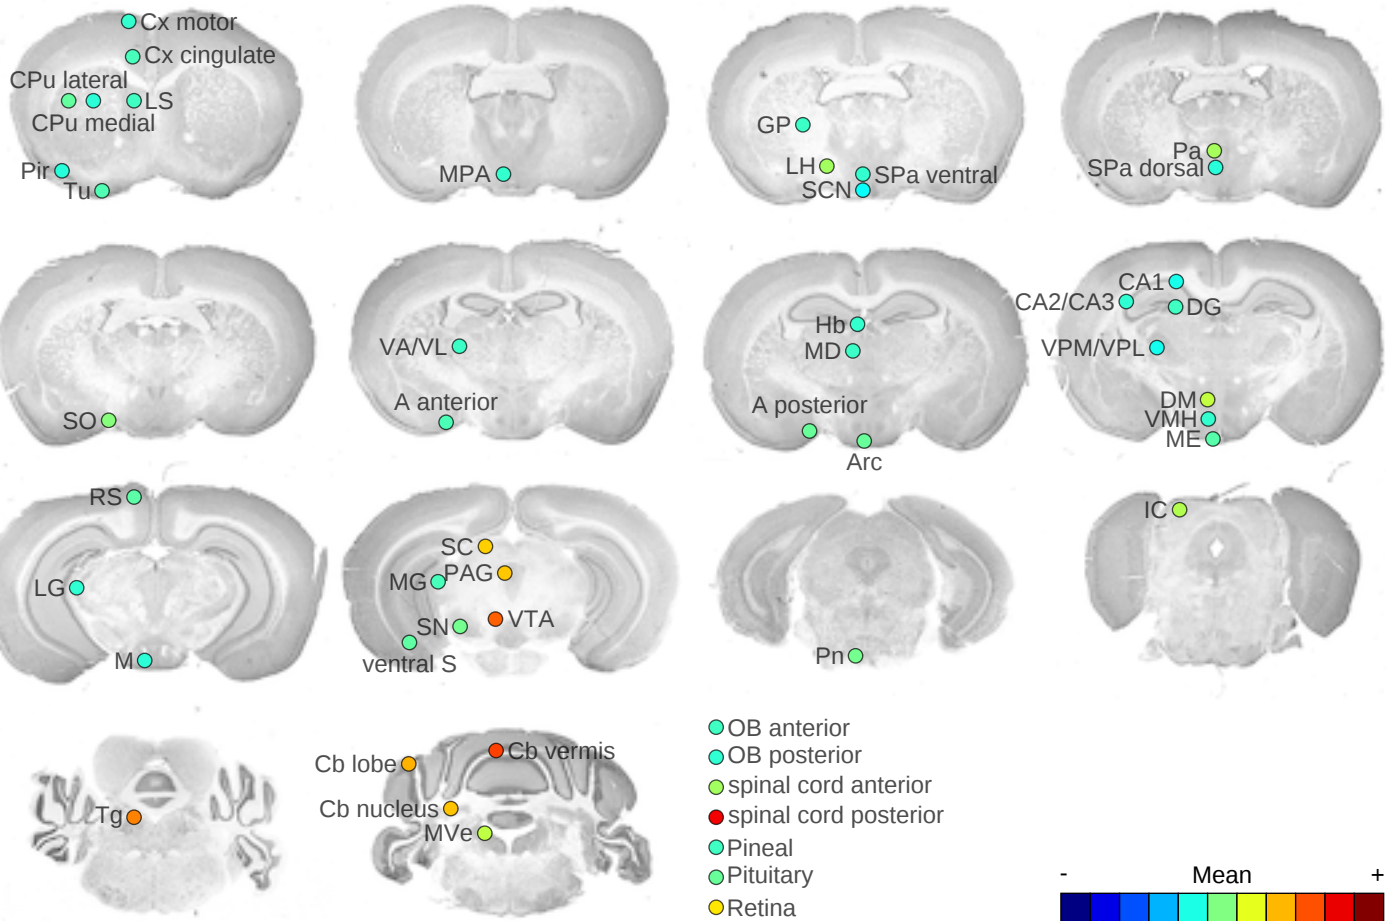 Cx motor
Cx cingulate
CPu lateral
LS
CPu medial
Pir
Tu
MPA
GP
LH
SPa ventral
SCN
Pa
SPa dorsal
SO
VA/VL
A anterior
Hb
MD
A posterior
Arc
CA1
CA2/CA3
DG
VPM/VPL
DM
VMH
ME
RS
LG
M
SC
PAG
MG
VTA
SN
ventral S
Pn
IC
Tg
Cb vermis
Cb lobe
Cb nucleus
MVe
OB anterior
OB posterior
spinal cord anterior
spinal cord posterior
Pineal
Pituitary
Retina
- Mean +